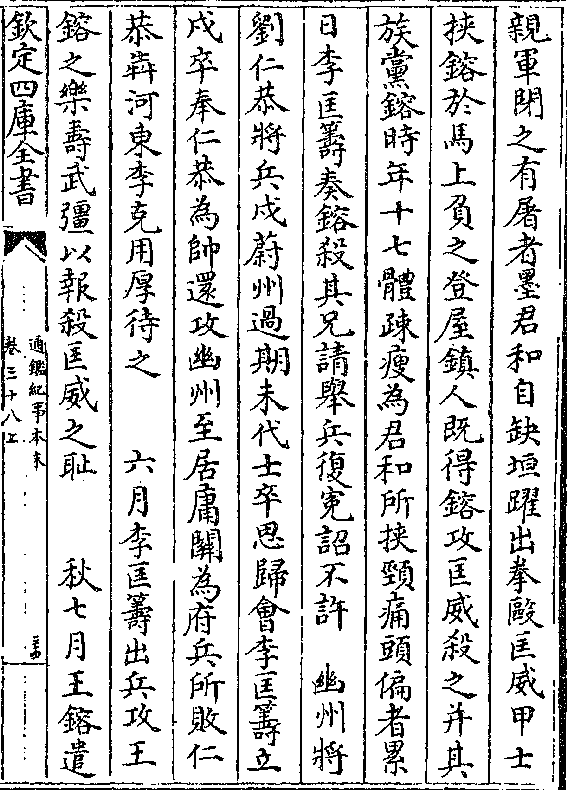 親軍閉之有屠者墨君和自缺垣躍出拳毆匡威甲士
挾鎔於馬上負之登屋鎮人既得鎔攻匡威殺之并其
族黨鎔時年十七體疎瘦為君和所挾頸痛頭偏者累
日李匡籌奏鎔殺其兄請舉兵復寃詔不許　幽州將
劉仁恭將兵戍蔚州過期未代士卒思歸會李匡籌立
戍卒奉仁恭為帥還攻幽州至居庸關為府兵所敗仁
恭犇河東李克用厚待之　　六月李匡籌出兵攻王
鎔之樂壽武彊以報殺匡威之耻　　秋七月王鎔遣
欽定四庫全書
通鑑紀事本末
卷三十八上